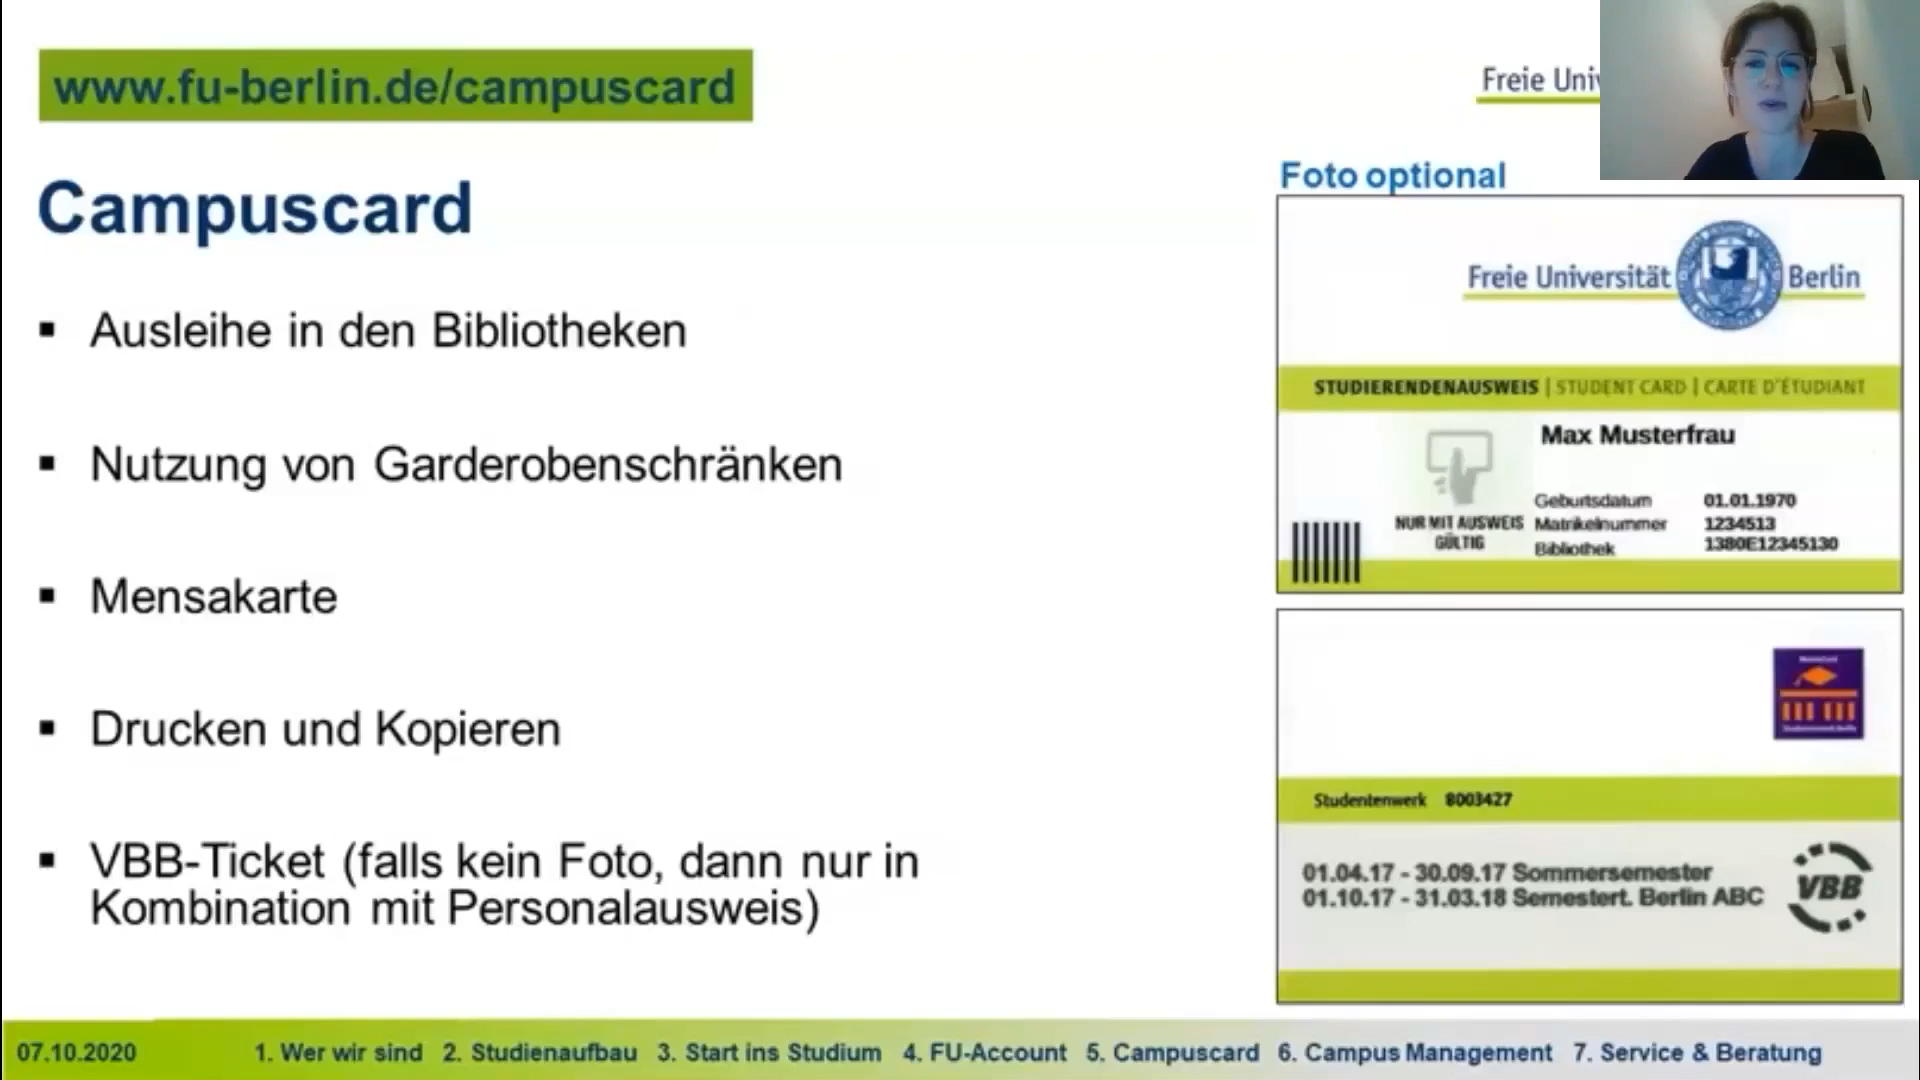 www.fu-berlin.de/campuscard
Freie Uni
Foto optional
Campuscard
▪ Ausleihe in den Bibliotheken
▪ Nutzung von Garderobenschränken
▪ Mensakarte
▪ Drucken und Kopieren
▪ VBB-Ticket (falls kein Foto, dann nur in
Kombination mit Personalausweis)
Freie Universität Berlin
STUDIERENDENAUSWEIS | STUDENT CARD | CARTE D'ÉTUDIANT
Max Musterfrau
Geburtsdatum 01.01.1970
NUR MIT AUSWEIS
GÜLTIG
Matrikelnummer 1234513
Bibliothek 1380E12345130
Studentenwerk 8003427
01.04.17 - 30.09.17 Sommersemester
01.10.17 - 31.03.18 Semestert. Berlin ABC
VBB
07.10.2020 1. Wer wir sind 2. Studienaufbau 3. Start ins Studium 4. FU-Account 5. Campuscard 6. Campus Management 7. Service & Beratung